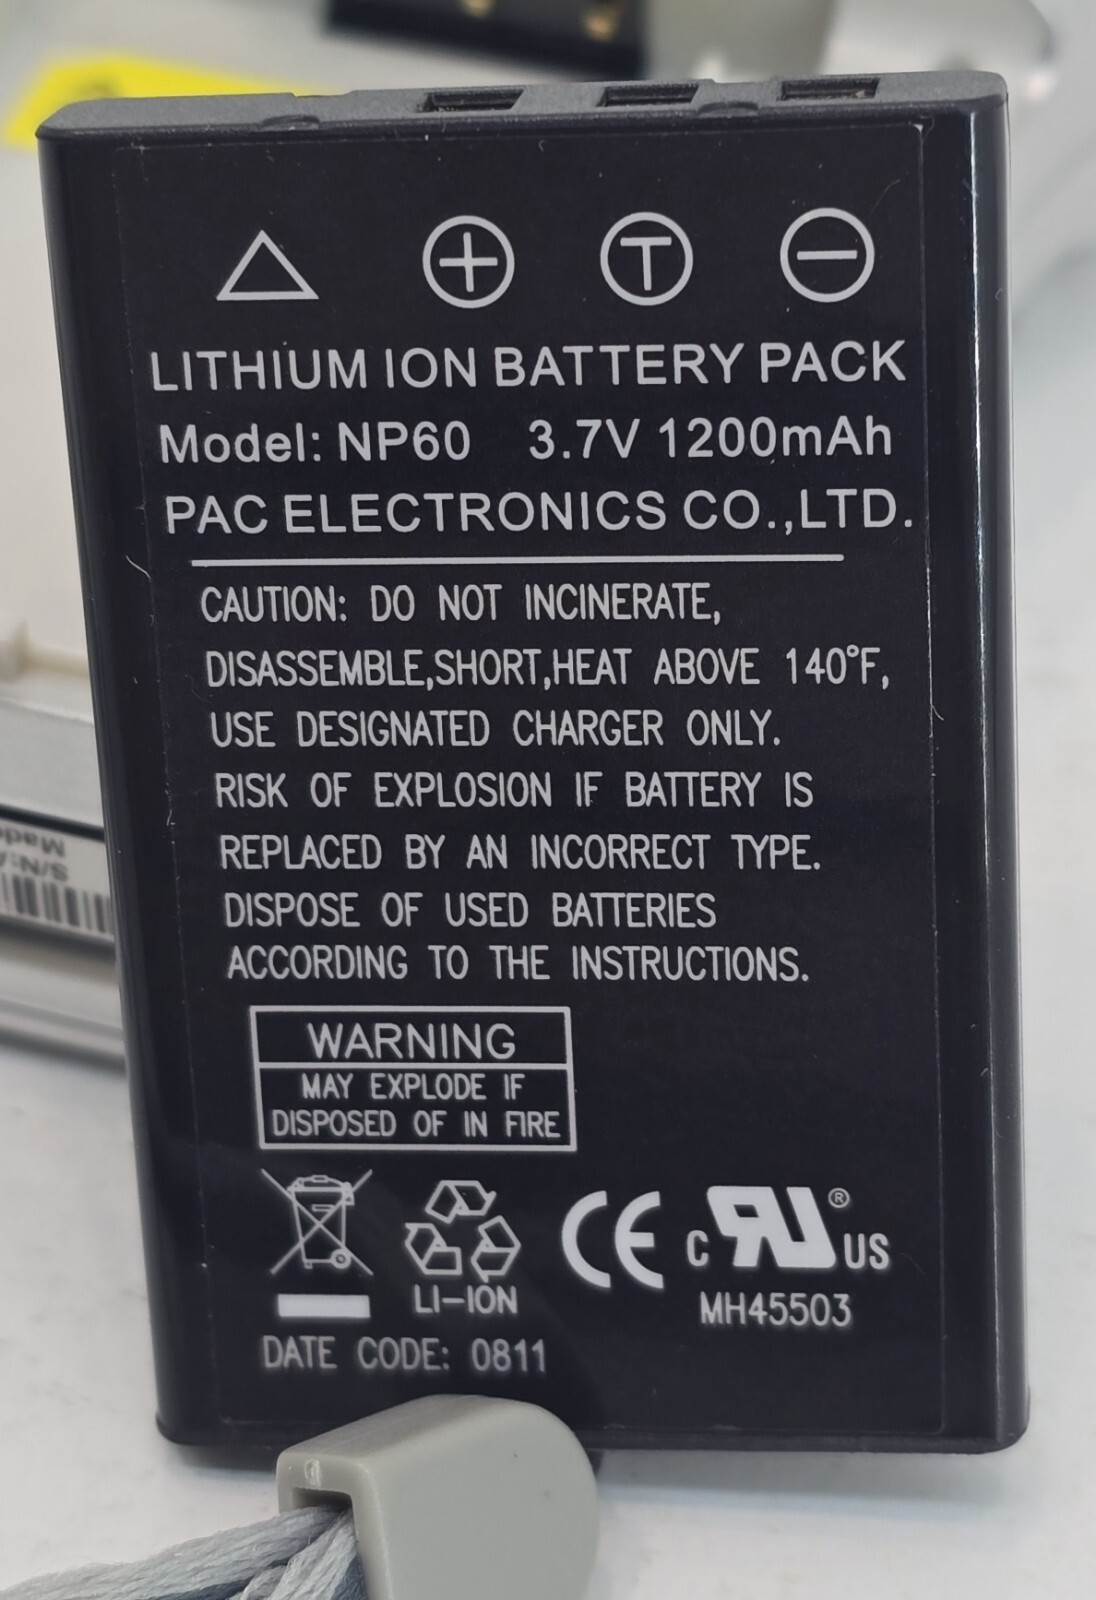 T
LITHIUM ION BATTERY PACK
Model: NP60 3.7V 1200mAh
PAC ELECTRONICS CO.,LTD.
CAUTION: DO NOT INCINERATE,
DISASSEMBLE,SHORT,HEAT ABOVE 140°F,
USE DESIGNATED CHARGER ONLY.
RISK OF EXPLOSION IF BATTERY IS
REPLACED BY AN INCORRECT TYPE.
DISPOSE OF USED BATTERIES
ACCORDING TO THE INSTRUCTIONS.
WARNING
MAY EXPLODE IF
DISPOSED OF IN FIRE
CE c RU ® US
LI-ION
MH45503
DATE CODE: 0811
S/N: